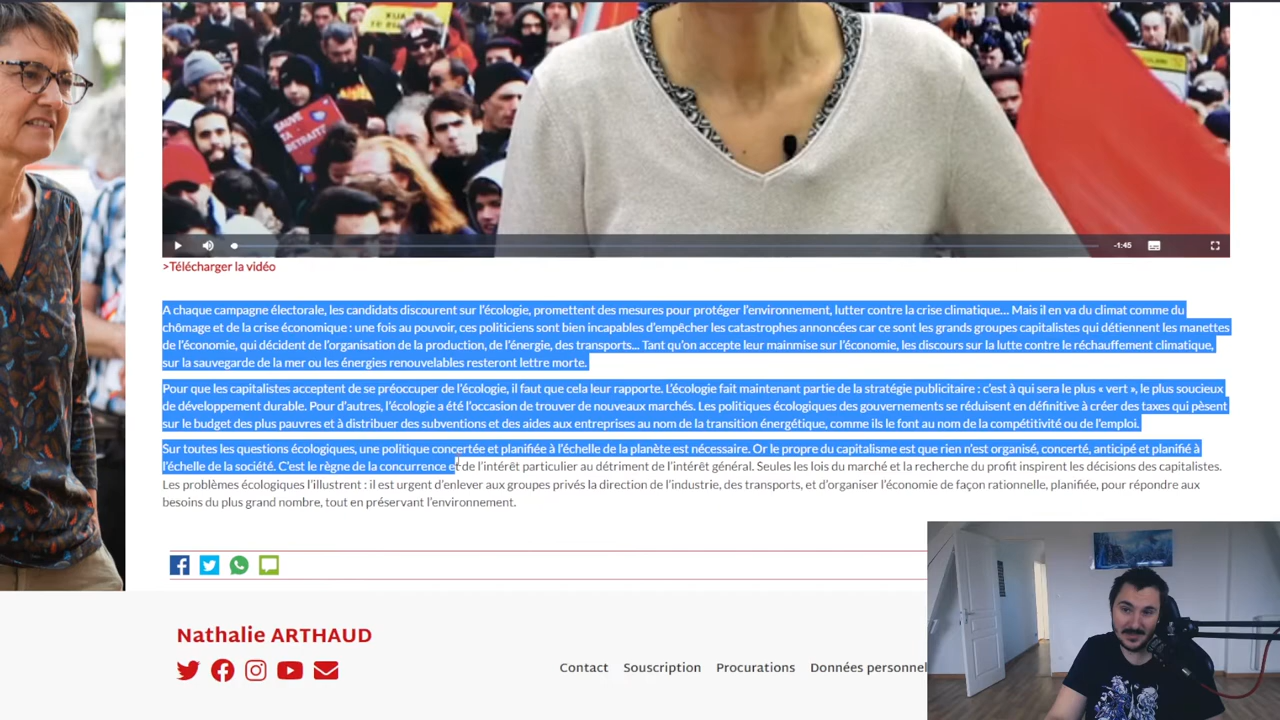 SAUVE
TA
RETRAIT
-1:45
>Télécharger la vidéo
A chaque campagne électorale, les candidats discourent sur l'écologie, promettent des mesures pour protéger l'environnement, lutter contre la crise climatique... Mais il en va du climat comme du
chômage et de la crise économique : une fois au pouvoir, ces politiciens sont bien incapables d'empêcher les catastrophes annoncées car ce sont les grands groupes capitalistes qui détiennent les manettes
de l'économie, qui décident de l'organisation de la production, de l'énergie, des transports... Tant qu'on accepte leur mainmise sur l'économie, les discours sur la lutte contre le réchauffement climatique,
sur la sauvegarde de la mer ou les énergies renouvelables resteront lettre morte.
Pour que les capitalistes acceptent de se préoccuper de l'écologie, il faut que cela leur rapporte. L'écologie fait maintenant partie de la stratégie publicitaire : c'est à qui sera le plus « vert », le plus soucieux
de développement durable. Pour d'autres, l'écologie a été l'occasion de trouver de nouveaux marchés. Les politiques écologiques des gouvernements se réduisent en définitive à créer des taxes qui pèsent
sur le budget des plus pauvres et à distribuer des subventions et des aides aux entreprises au nom de la transition énergétique, comme ils le font au nom de la compétitivité ou de l'emploi.
Sur toutes les questions écologiques, une politique concertée et planifiée à l'échelle de la planète est nécessaire. Or le propre du capitalisme est que rien n'est organisé, concerté, anticipé et planifié à
l'échelle de la société. C'est le règne de la concurrence et de l'intérêt particulier au détriment de l'intérêt général. Seules les lois du marché et la recherche du profit inspirent les décisions des capitalistes.
Les problèmes écologiques l'illustrent : il est urgent d'enlever aux groupes privés la direction de l'industrie, des transports, et d'organiser l'économie de façon rationnelle, planifiée, pour répondre aux
besoins du plus grand nombre, tout en préservant l'environnement.
Nathalie ARTHAUD
Contact Souscription Procurations Données personnel